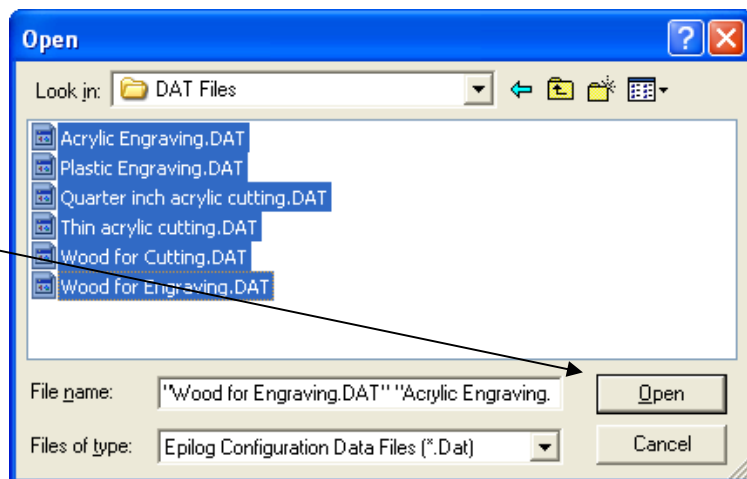 Open
Look in: DAT Files
Acrylic Engraving.DAT
Plastic Engraving.DAT
Quarter inch acrylic cutting.DAT
Thin acrylic cutting.DAT
Wood for Cutting.DAT
Wood for Engraving.DAT
File name: "Wood for Engraving.DAT" "Acrylic Engraving. Open
Files of type: Epilog Configuration Data Files (*.Dat) Cancel